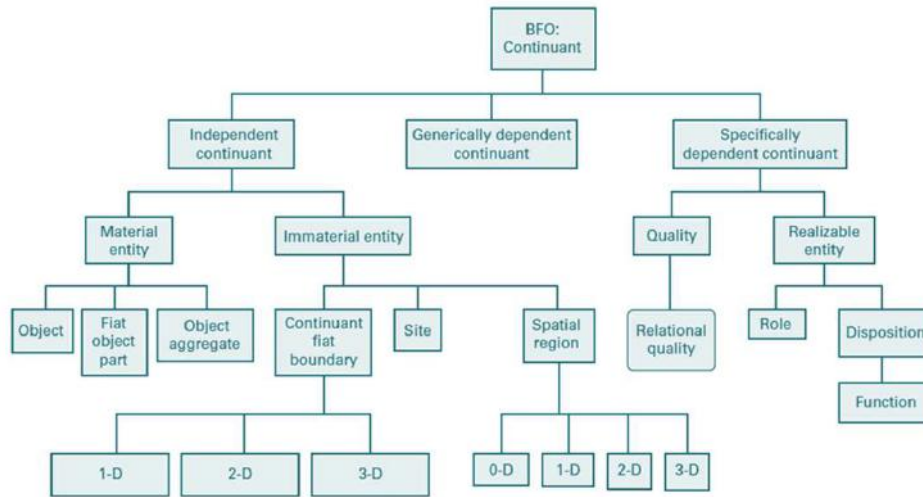 BFO:
Continuant
Independent
continuant
Generically dependent
continuant
Specifically
dependent continuant
Material
entity
Immaterial entity
Quality
Realizable
entity
Object
Fiat
object
part
Object
aggregate
Continuant
fiat
boundary
Site
Spatial
region
Relational
quality
Role
Disposition
Function
1-D
2-D
3-D
0-D
1-D
2-D
3-D